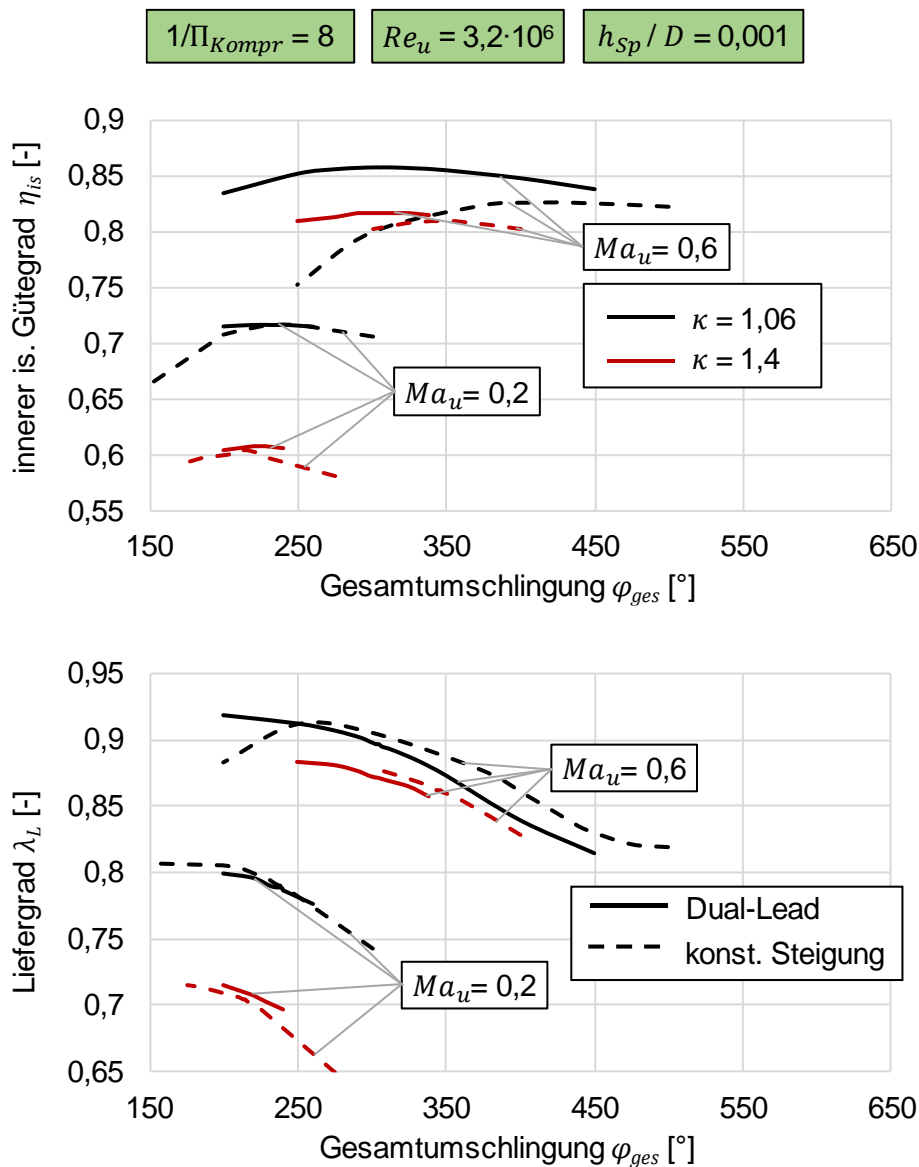 1/Π_Kompr = 8
Re_u = 3,2·10⁶
h_Sp / D = 0,001
innerer is. Gütegrad η_is [-]
0,9
0,85
0,8
0,75
0,7
0,65
0,6
0,55
Ma_u = 0,6
κ = 1,06
κ = 1,4
Ma_u = 0,2
150 250 350 450 550 650
Gesamtumschlingung φ_ges [°]
Liefergrad λ_L [-]
0,95
0,9
0,85
0,8
0,75
0,7
0,65
Ma_u = 0,6
Dual-Lead
konst. Steigung
Ma_u = 0,2
150 250 350 450 550 650
Gesamtumschlingung φ_ges [°]